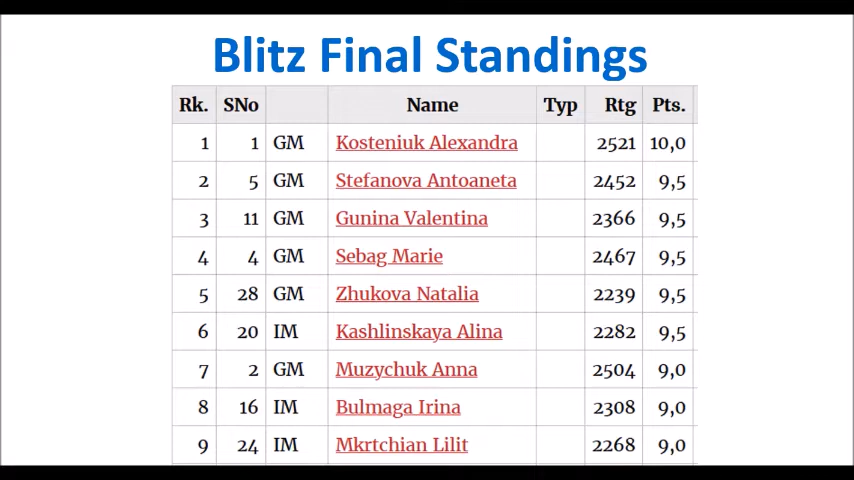 Blitz Final Standings
Rk. SNo Name Typ Rtg Pts.
1 1 GM Kosteniuk Alexandra 2521 10,0
2 5 GM Stefanova Antoaneta 2452 9,5
3 11 GM Gunina Valentina 2366 9,5
4 4 GM Sebag Marie 2467 9,5
5 28 GM Zhukova Natalia 2239 9,5
6 20 IM Kashlinskaya Alina 2282 9,5
7 2 GM Muzychuk Anna 2504 9,0
8 16 IM Bulmaga Irina 2308 9,0
9 24 IM Mkrtchian Lilit 2268 9,0